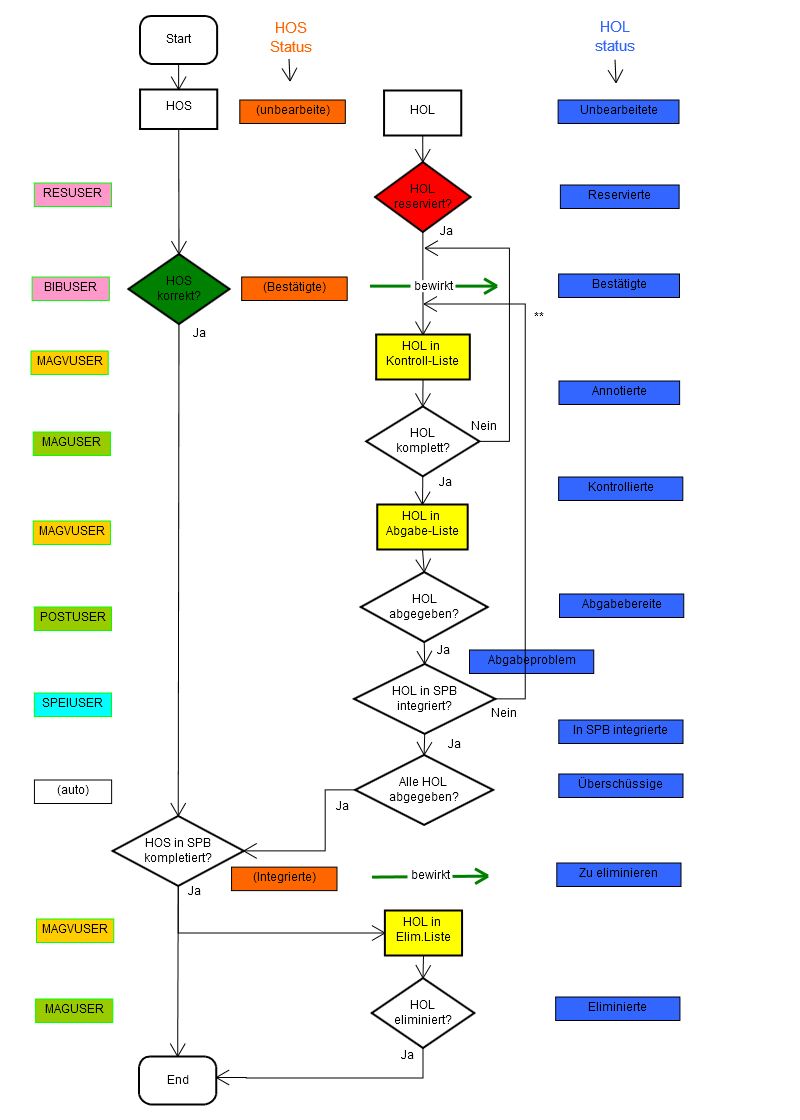 Start
HOS
Status
HOL
status
HOS
(unbearbeite)
HOL
Unbearbeitete
RESUSER
HOL
reserviert?
Reservierte
Ja
BIBUSER
HOS
korrekt?
(Bestätigte)
bewirkt
Bestätigte
**
Ja
MAGVUSER
HOL in
Kontroll-Liste
Annotierte
MAGUSER
HOL
komplett?
Nein
Ja
Kontrollierte
MAGVUSER
HOL in
Abgabe-Liste
POSTUSER
HOL
abgegeben?
Abgabebereite
Ja
Abgabeproblem
SPEIUSER
HOL in SPB
integriert?
Nein
In SPB integrierte
Ja
(auto)
Alle HOL
abgegeben?
Überschüssige
Ja
HOS in SPB
kompletiert?
(Integrierte)
bewirkt
Zu eliminieren
Ja
MAGVUSER
HOL in
Elim.Liste
MAGUSER
HOL
eliminiert?
Eliminierte
Ja
End